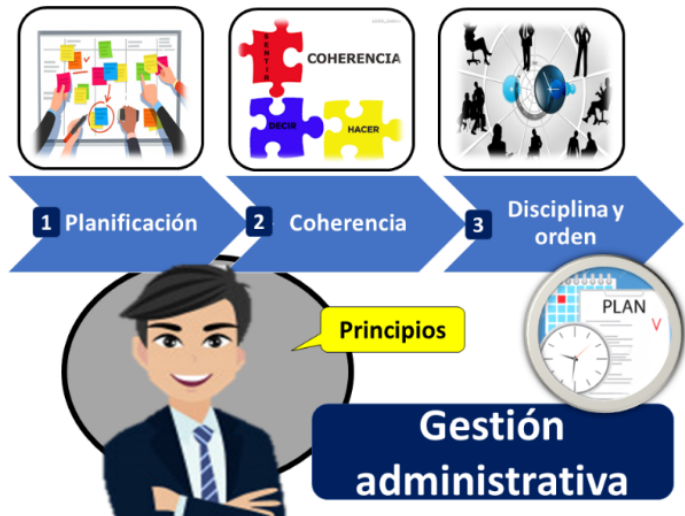 SENTIR
COHERENCIA
DECIR
HACER
1 Planificación
2 Coherencia
3 Disciplina y
orden
Principios
PLAN
Gestión
administrativa